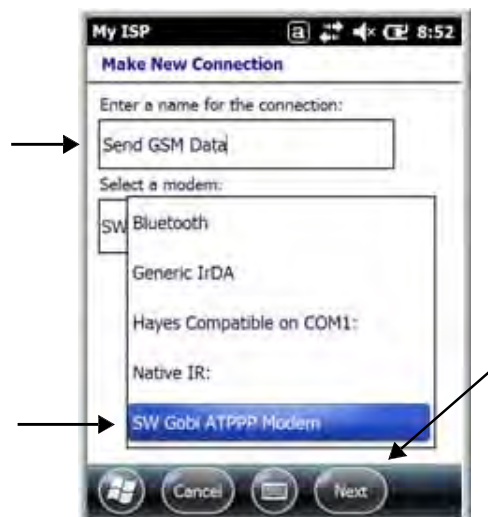 My ISP a 8:52
Make New Connection
Enter a name for the connection:
Send GSM Data
Select a modem:
SW Bluetooth
Generic IrDA
Hayes Compatible on COM1:
Native IR:
SW Gobi ATPPP Modem
Cancel Next